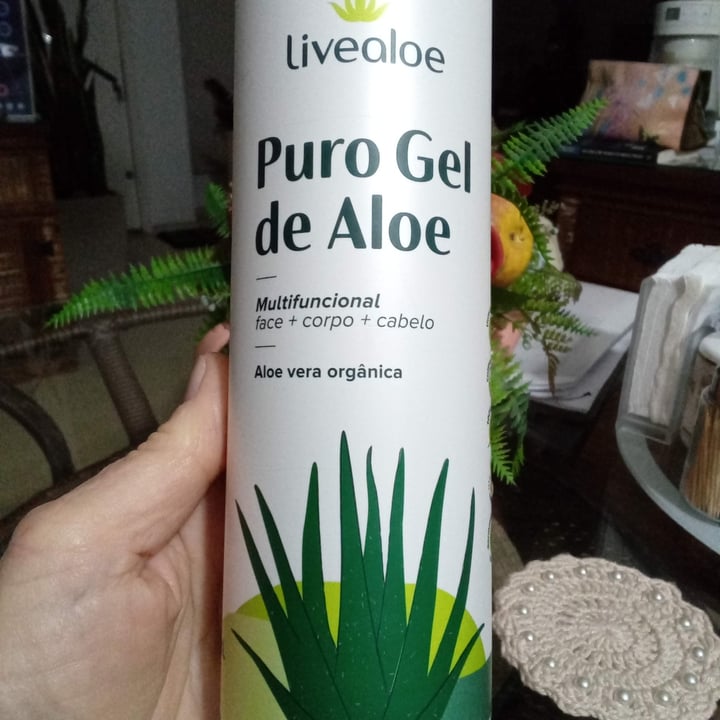 livealoe
Puro Gel
de Aloe
Multifuncional
face + corpo + cabelo
Aloe vera orgânica